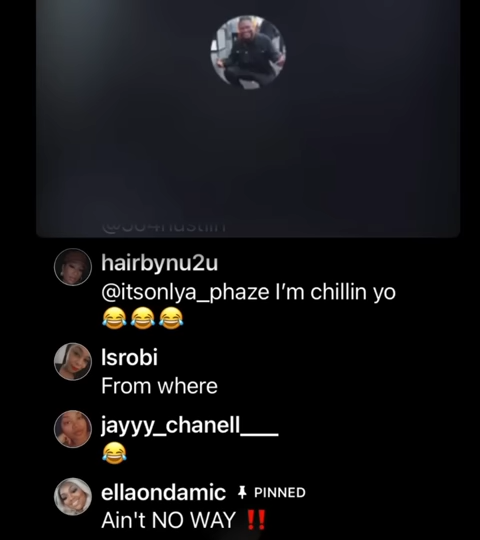 hairbynu2u
@itsonlya_phaze I'm chillin yo
😂😂😂
lsrobi
From where
jayyy_chanell___
😂
ellaondamic PINNED
Ain't NO WAY ‼️